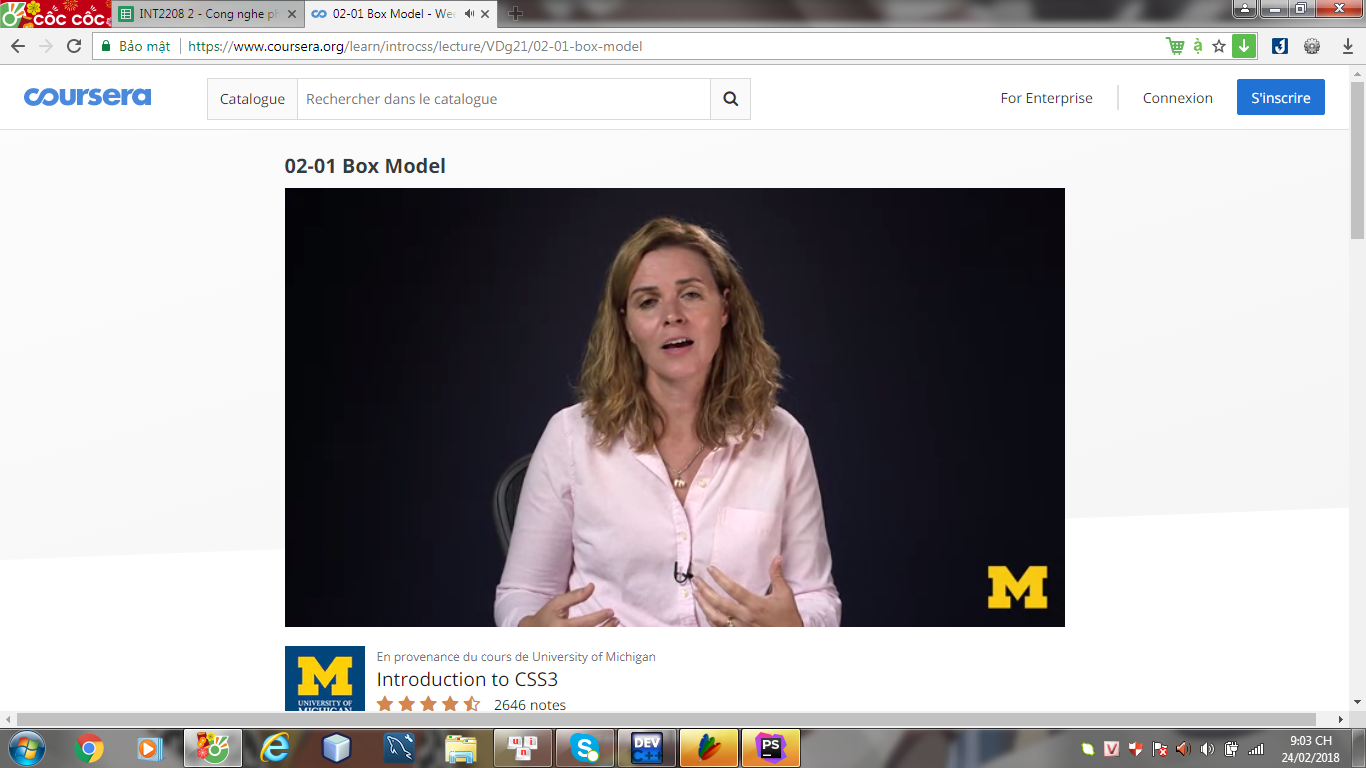 CỐC CỐC
INT2208 2 - Cong nghe ph
02-01 Box Model - Wee
Bảo mật
https://www.coursera.org/learn/introcss/lecture/VDg21/02-01-box-model
coursera
Catalogue
Rechercher dans le catalogue
For Enterprise
Connexion
S'inscrire
02-01 Box Model
M
M
UNIVERSITY OF
MICHIGAN
En provenance du cours de University of Michigan
Introduction to CSS3
2646 notes
DEV
C++
PS
V
9:03 CH
24/02/2018